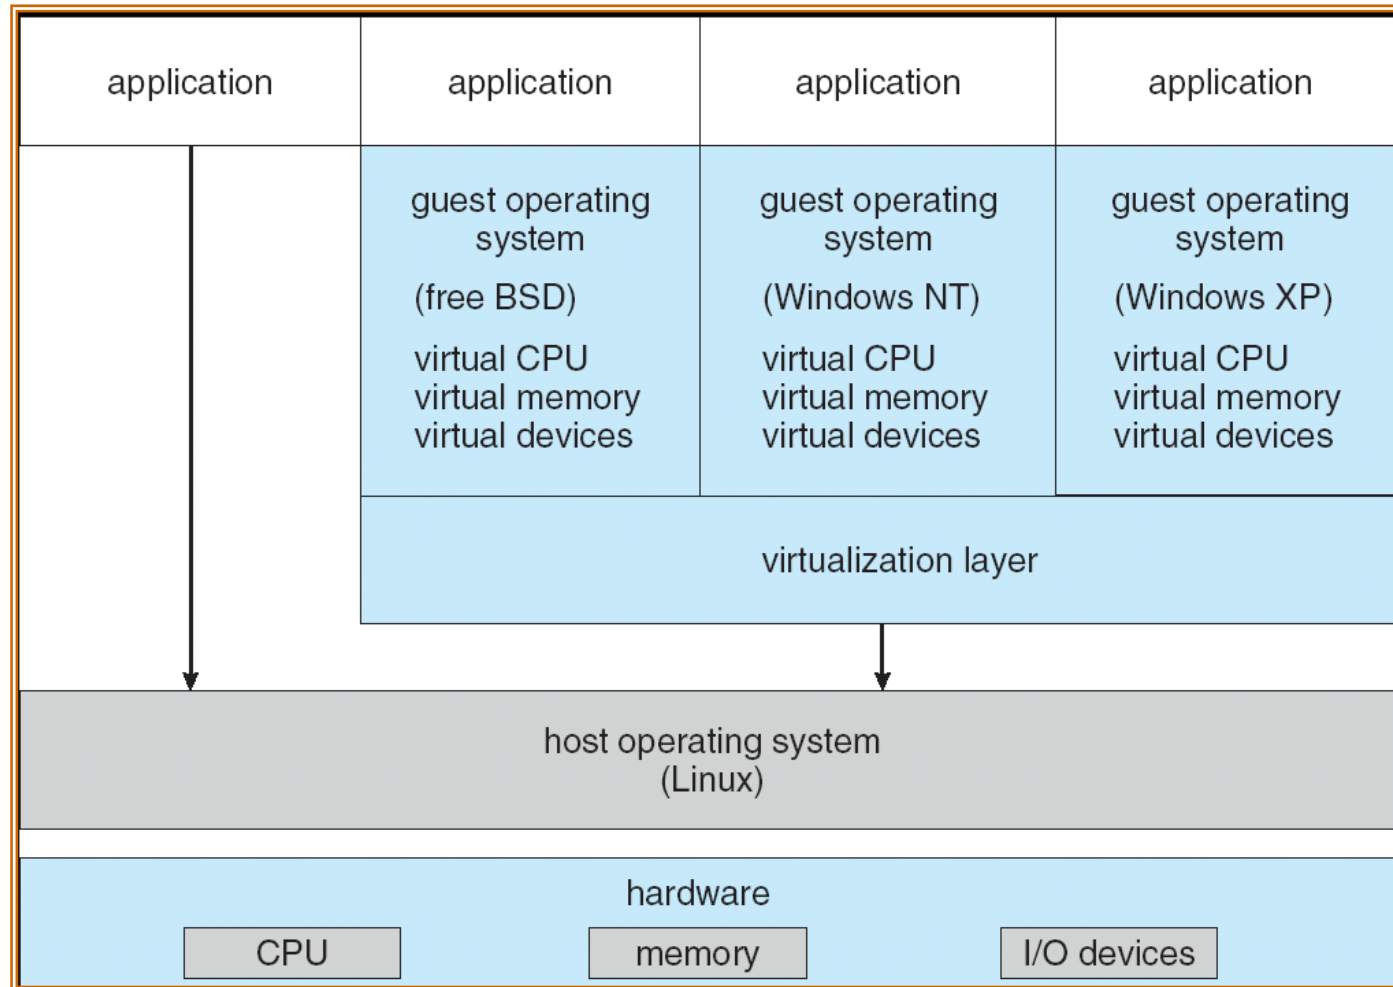 application
application
application
application
guest operating
system
(free BSD)
virtual CPU
virtual memory
virtual devices
guest operating
system
(Windows NT)
virtual CPU
virtual memory
virtual devices
guest operating
system
(Windows XP)
virtual CPU
virtual memory
virtual devices
virtualization layer
host operating system
(Linux)
hardware
CPU
memory
I/O devices